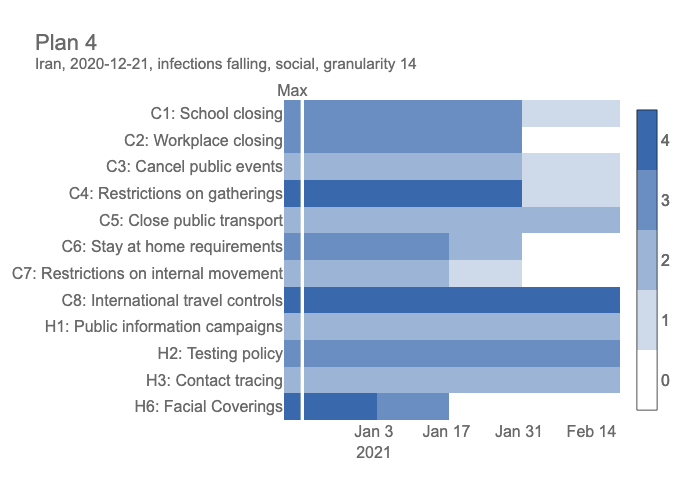 Plan 4
Iran, 2020-12-21, infections falling, social, granularity 14
Max
C1: School closing
C2: Workplace closing
C3: Cancel public events
C4: Restrictions on gatherings
C5: Close public transport
C6: Stay at home requirements
C7: Restrictions on internal movement
C8: International travel controls
H1: Public information campaigns
H2: Testing policy
H3: Contact tracing
H6: Facial Coverings
Jan 3 Jan 17 Jan 31 Feb 14
2021
4
3
2
1
0